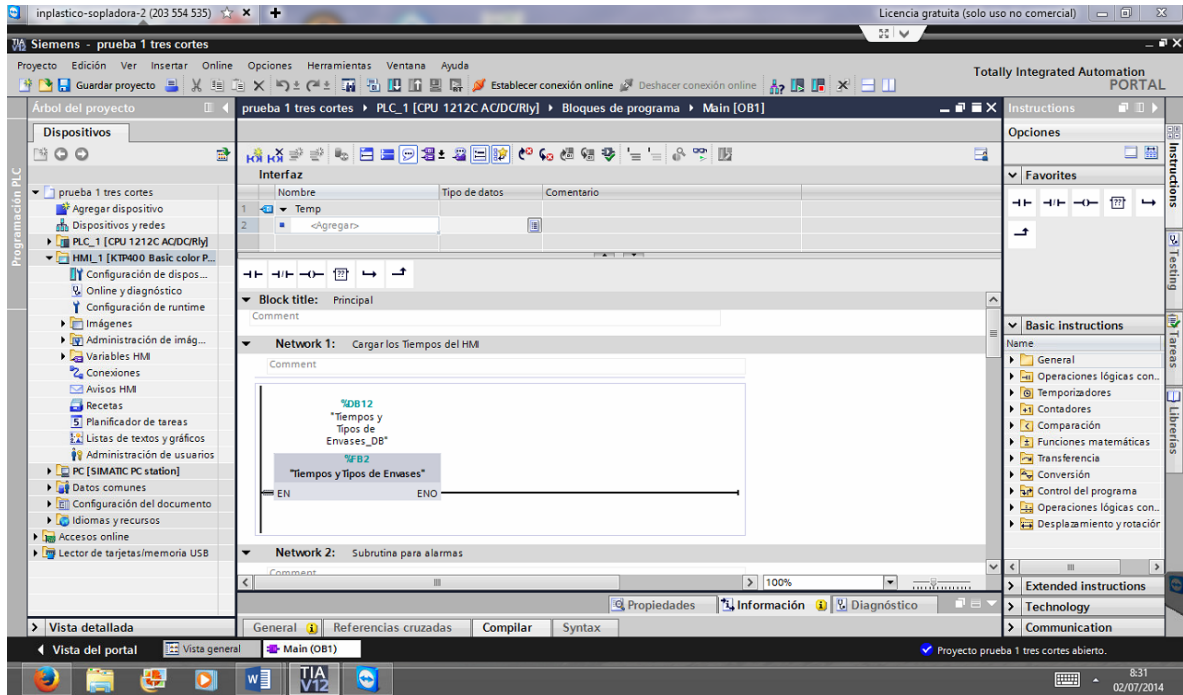 inplastico-sopladora-2 (203 554 535)
Licencia gratuita (solo uso no comercial)
Siemens - prueba 1 tres cortes
Proyecto Edición Ver Insertar Online Opciones Herramientas Ventana Ayuda
Totally Integrated Automation
PORTAL
Guardar proyecto
Establecer conexión online
Deshacer conexión online
Árbol del proyecto
prueba 1 tres cortes PLC_1 [CPU 1212C AC/DC/Rly] Bloques de programa Main [OB1]
Instructions
Dispositivos
Opciones
Programación PLC
prueba 1 tres cortes
Agregar dispositivo
Dispositivos y redes
PLC_1 [CPU 1212C AC/DC/Rly]
HMI_1 [KTP400 Basic color P...
Configuración de dispos...
Online y diagnóstico
Configuración de runtime
Imágenes
Administración de imág...
Variables HMI
Conexiones
Avisos HMI
Recetas
Planificador de tareas
Listas de textos y gráficos
Administración de usuarios
PC [SIMATIC PC station]
Datos comunes
Configuración del documento
Idiomas y recursos
Accesos online
Lector de tarjetas/memoria USB
Vista detallada
Interfaz
Nombre Tipo de datos Comentario
1 Temp
2 <Agregar>
Block title: Principal
Comment
Network 1: Cargar los Tiempos del HMI
Comment
%DB12
"Tiempos y
Tipos de
Envases_DB"
%FB2
"Tiempos y Tipos de Envases"
EN ENO
Network 2: Subrutina para alarmas
Comment
100%
Propiedades Información Diagnóstico
General Referencias cruzadas Compilar Syntax
Favorites
Basic instructions
Name
General
Operaciones lógicas con..
Temporizadores
Contadores
Comparación
Funciones matemáticas
Transferencia
Conversión
Control del programa
Operaciones lógicas con..
Desplazamiento y rotación
Extended instructions
Technology
Communication
Instructions
Testing
Tareas
Librerías
Vista del portal Vista general Main (OB1)
Proyecto prueba 1 tres cortes abierto.
TIA
V12
8:31
02/07/2014